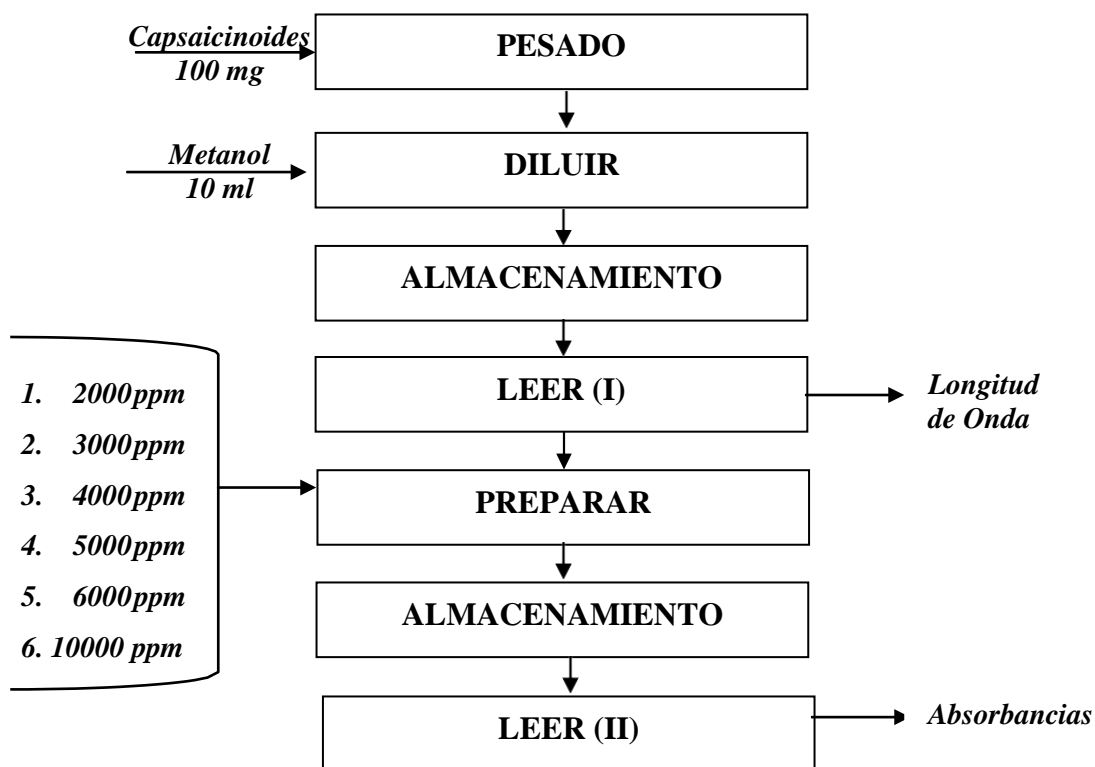 Capsaicinoides
100 mg
PESADO
Metanol
10 ml
DILUIR
ALMACENAMIENTO
LEER (I)
Longitud
de Onda
1. 2000ppm
2. 3000ppm
3. 4000ppm
4. 5000ppm
5. 6000ppm
6. 10000 ppm
PREPARAR
ALMACENAMIENTO
LEER (II)
Absorbancias